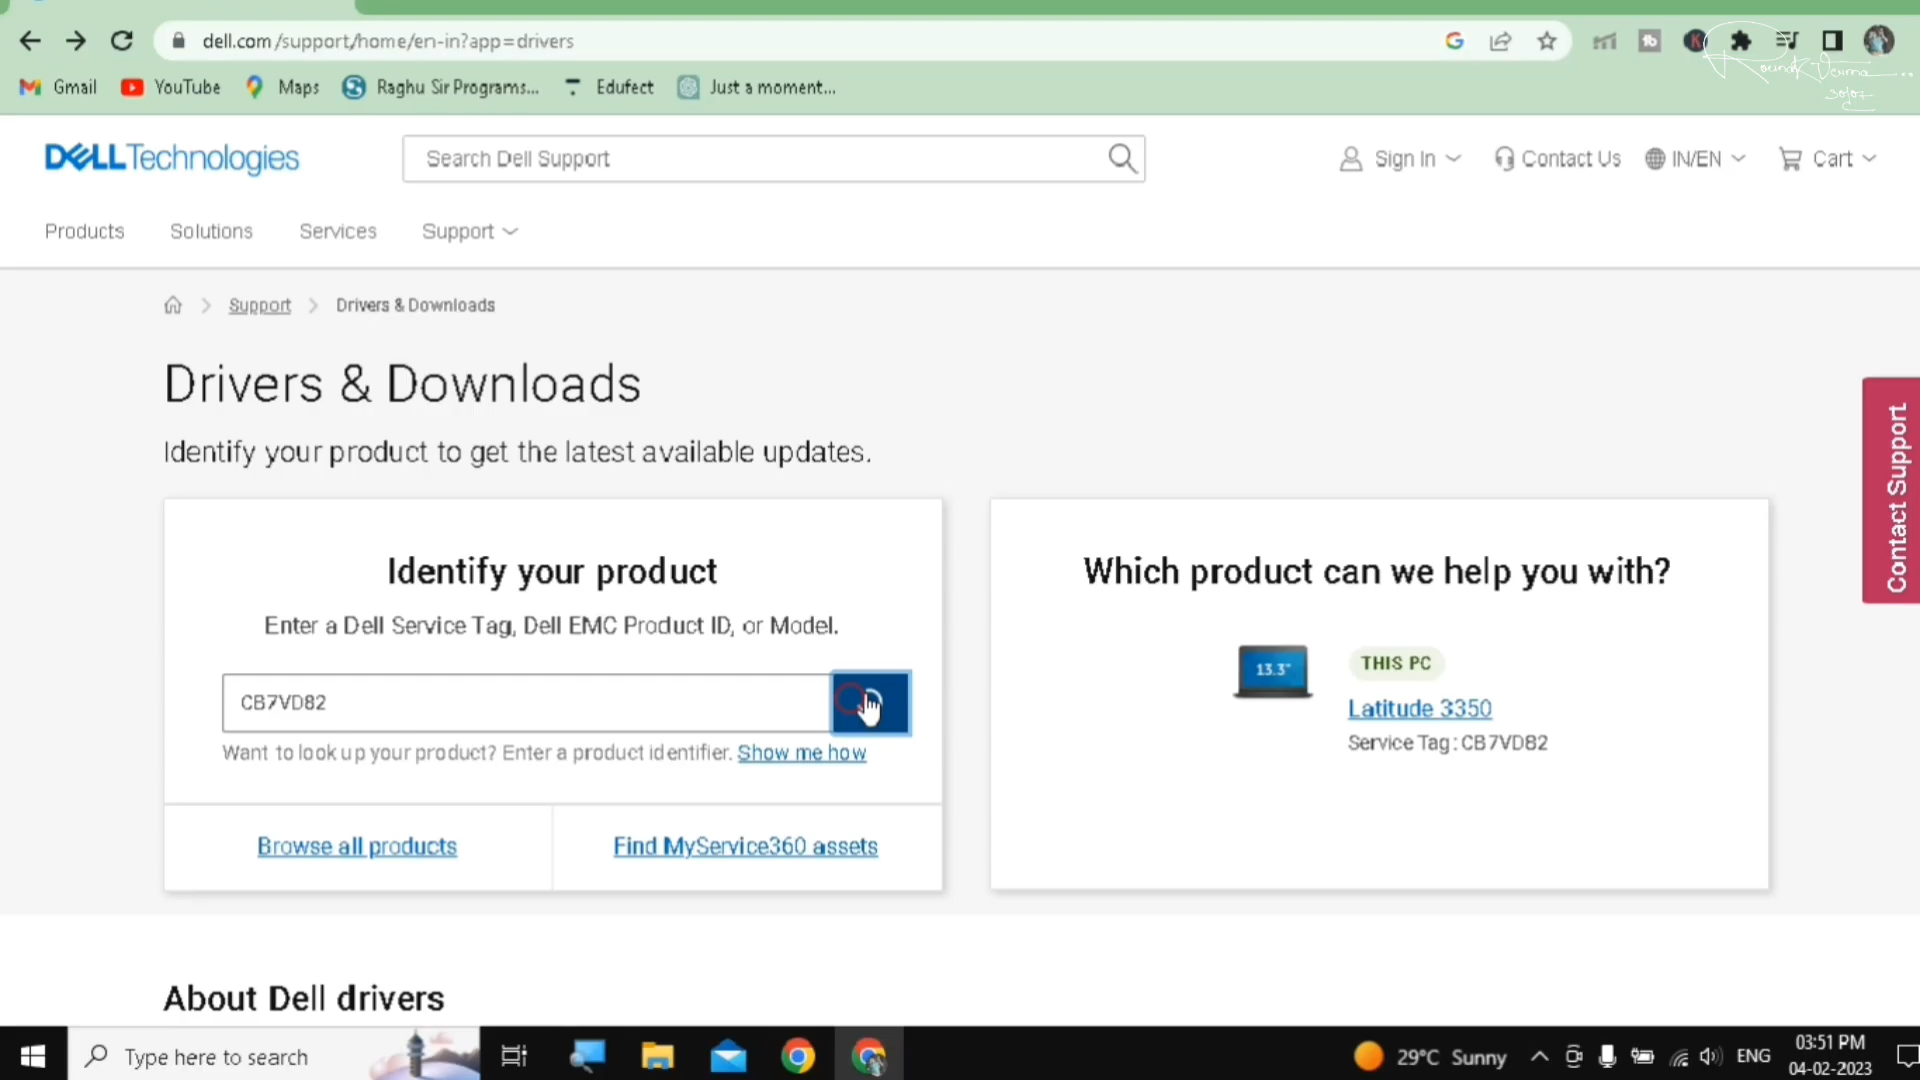 dell.com/support/home/en-in?app=drivers
Gmail YouTube Maps Raghu Sir Programs... Edufect Just a moment...
DELL Technologies Search Dell Support Sign In Contact Us IN/EN Cart
Products Solutions Services Support
Support Drivers & Downloads
Drivers & Downloads
Identify your product to get the latest available updates.
Contact Support
Identify your product
Enter a Dell Service Tag, Dell EMC Product ID, or Model.
CB7VD82
Want to look up your product? Enter a product identifier. Show me how
Browse all products Find MyService360 assets
Which product can we help you with?
13.3"
THIS PC
Latitude 3350
Service Tag : CB7VD82
About Dell drivers
Type here to search 29°C Sunny ENG 03:51 PM
04-02-2023